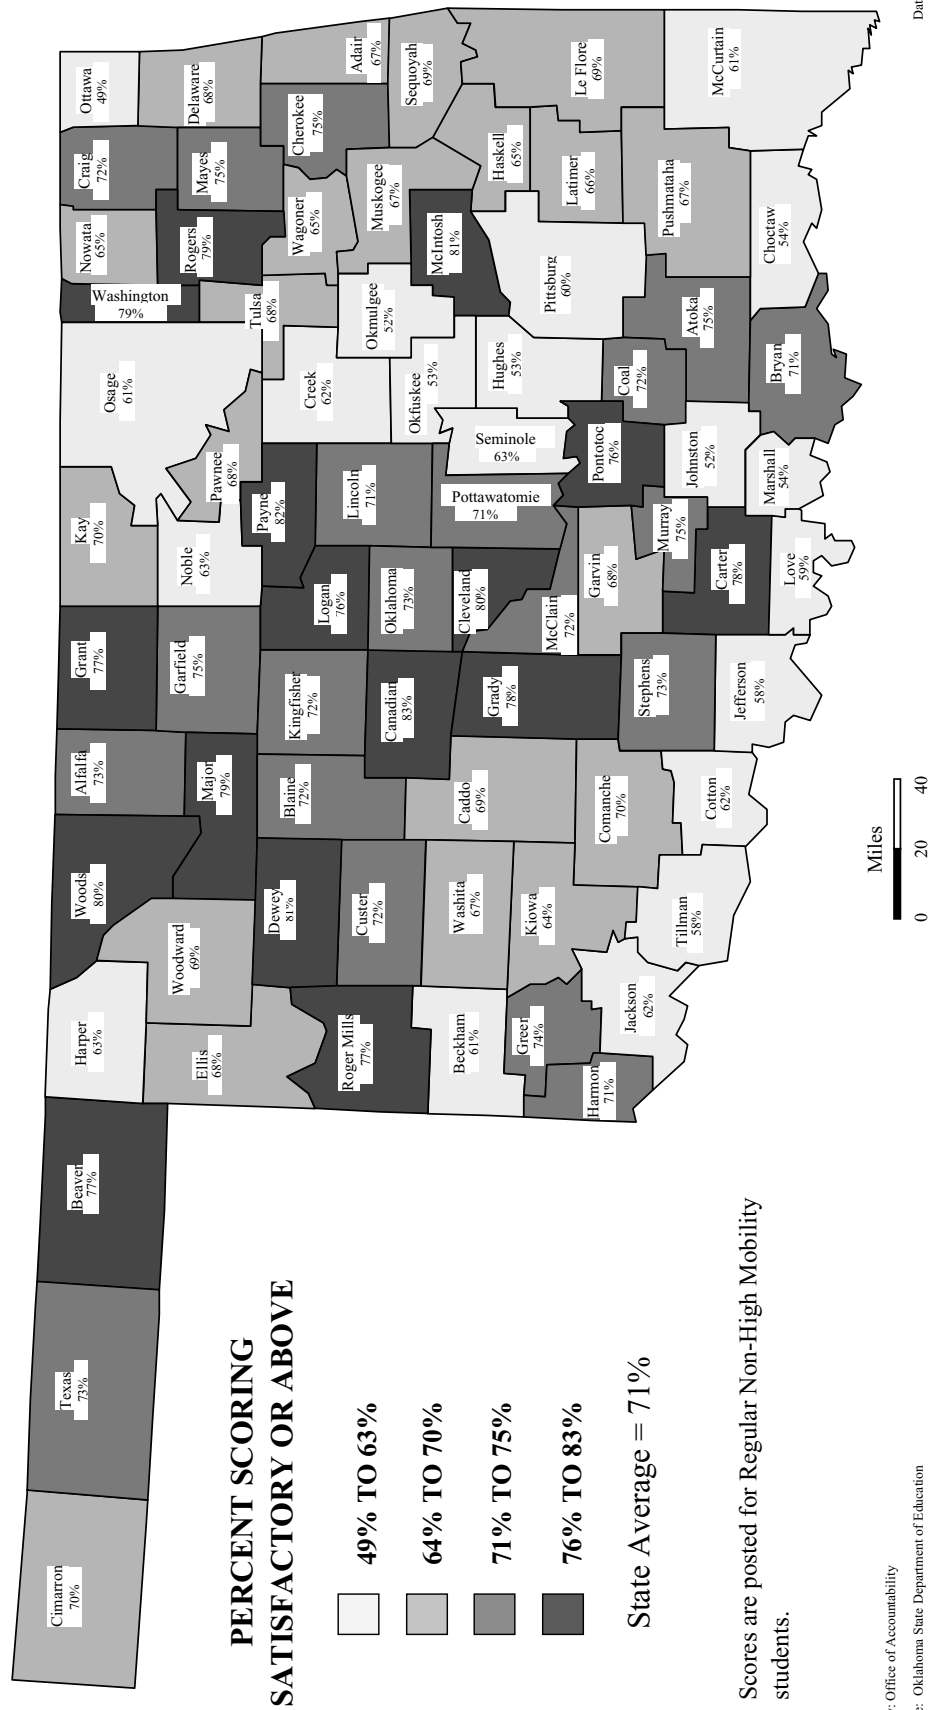 Cimarron
70%
Texas
73%
Beaver
77%
Harper
63%
Woods
80%
Alfalfa
73%
Grant
77%
Kay
70%
Osage
61%
Washington
79%
Nowata
65%
Craig
72%
Ottawa
49%
Ellis
68%
Woodward
69%
Major
79%
Garfield
75%
Noble
63%
Pawnee
68%
Tulsa
68%
Rogers
79%
Mayes
75%
Delaware
68%
Roger Mills
77%
Dewey
81%
Blaine
72%
Kingfisher
72%
Logan
76%
Payne
82%
Creek
62%
Wagoner
65%
Cherokee
75%
Adair
67%
Custer
72%
Canadian
83%
Oklahoma
73%
Lincoln
71%
Okfuskee
53%
Okmulgee
52%
Muskogee
67%
Sequoyah
69%
Beckham
61%
Washita
67%
Caddo
69%
Grady
78%
Cleveland
80%
Pottawatomie
71%
Seminole
63%
Hughes
53%
McIntosh
81%
Haskell
65%
Le Flore
69%
Greer
74%
Kiowa
64%
McClain
72%
Garvin
68%
Pontotoc
76%
Pittsburg
60%
Latimer
66%
Harmon
71%
Jackson
62%
Comanche
70%
Stephens
73%
Murray
75%
Coal
72%
Atoka
75%
Pushmataha
67%
McCurtain
61%
Tillman
58%
Cotton
62%
Jefferson
58%
Carter
78%
Johnston
52%
Love
59%
Marshall
54%
Bryan
71%
Choctaw
54%
PERCENT SCORING
SATISFACTORY OR ABOVE
49% TO 63%
64% TO 70%
71% TO 75%
76% TO 83%
State Average = 71%
Scores are posted for Regular Non-High Mobility
students.
Miles
0 20 40
: Office of Accountability
e: Oklahoma State Department of Education
Dat